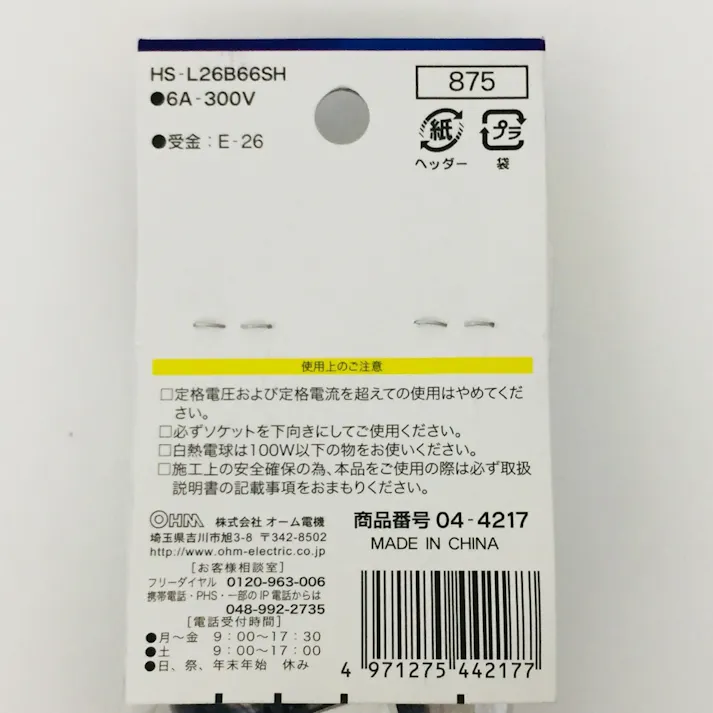 HS-L26B66SH
●6A-300V
●受金：E-26
875
紙
ヘッダー
プラ
袋
使用上のご注意
□定格電圧および定格電流を超えての使用はやめてくだ
さい。
□必ずソケットを下向きにしてご使用ください。
□白熱電球は100W以下の物をお使いください。
□施工上の安全確保の為、本品をご使用の際は必ず取扱
説明書の記載事項をおまもりください。
OHM 株式会社 オーム電機
埼玉県吉川市旭3-8 〒342-8502
http://www.ohm-electric.co.jp
[お客様相談室]
フリーダイヤル 0120-963-006
携帯電話・PHS・一部のIP電話からは
048-992-2735
[電話受付時間]
●月～金 9：00～17：30
●土 9：00～17：00
●日、祭、年末年始 休み
商品番号 04-4217
MADE IN CHINA
4 971275 442177